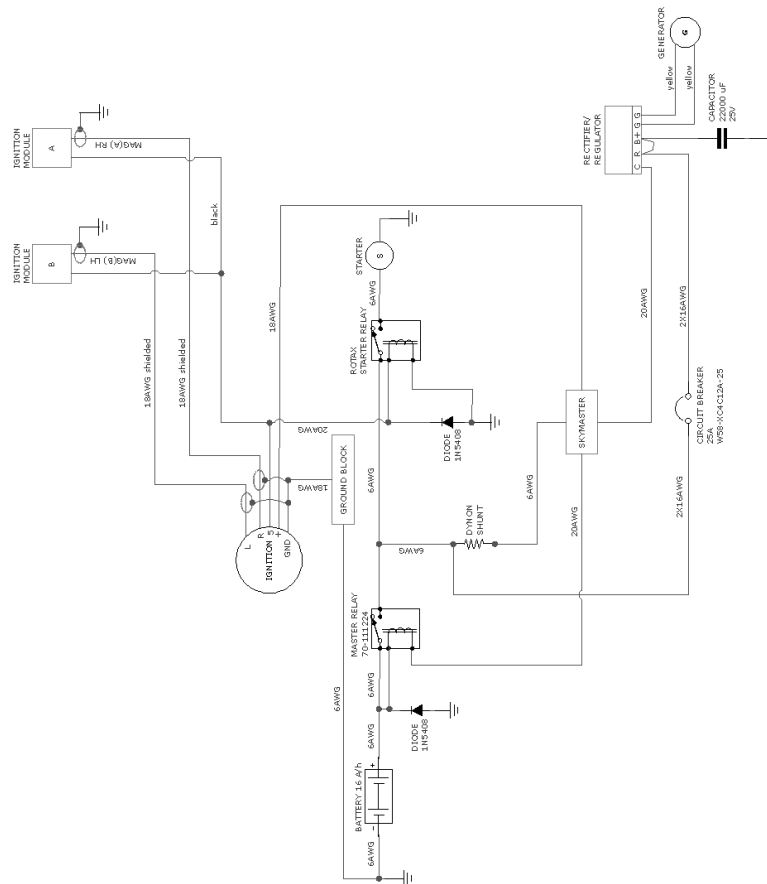 GENERATOR
G
yellow
yellow
CAPACITOR
22000 uF
25V
RECTIFIER/
REGULATOR
C R B+ G G
IGNITION
MODULE
A
MAG(A) RH
IGNITION
MODULE
B
MAG(B) LH
black
18AWG shielded
18AWG shielded
18AWG
STARTER
S
6AWG
ROTAX
STARTER RELAY
20AWG
DIODE
1N5408
SKYMASTER
20AWG
2X16AWG
CIRCUIT BREAKER
25A
W58-XC4C12A-25
2X16AWG
GROUND BLOCK
18AWG
IGNITION
L
R
S
+
GND
6AWG
6AWG
DYNON
SHUNT
6AWG
20AWG
MASTER RELAY
70-111224
6AWG
6AWG
6AWG
DIODE
1N5408
BATTERY 16 A/h
+
-
6AWG